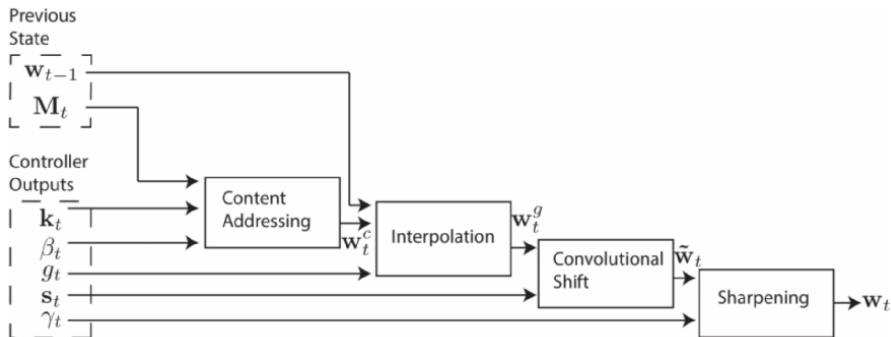 Previous
State
w_{t−1}
M_t
Controller
Outputs
k_t
β_t
g_t
s_t
γ_t
Content
Addressing
w_t^c
Interpolation
w_t^g
Convolutional
Shift
w̃_t
Sharpening
w_t